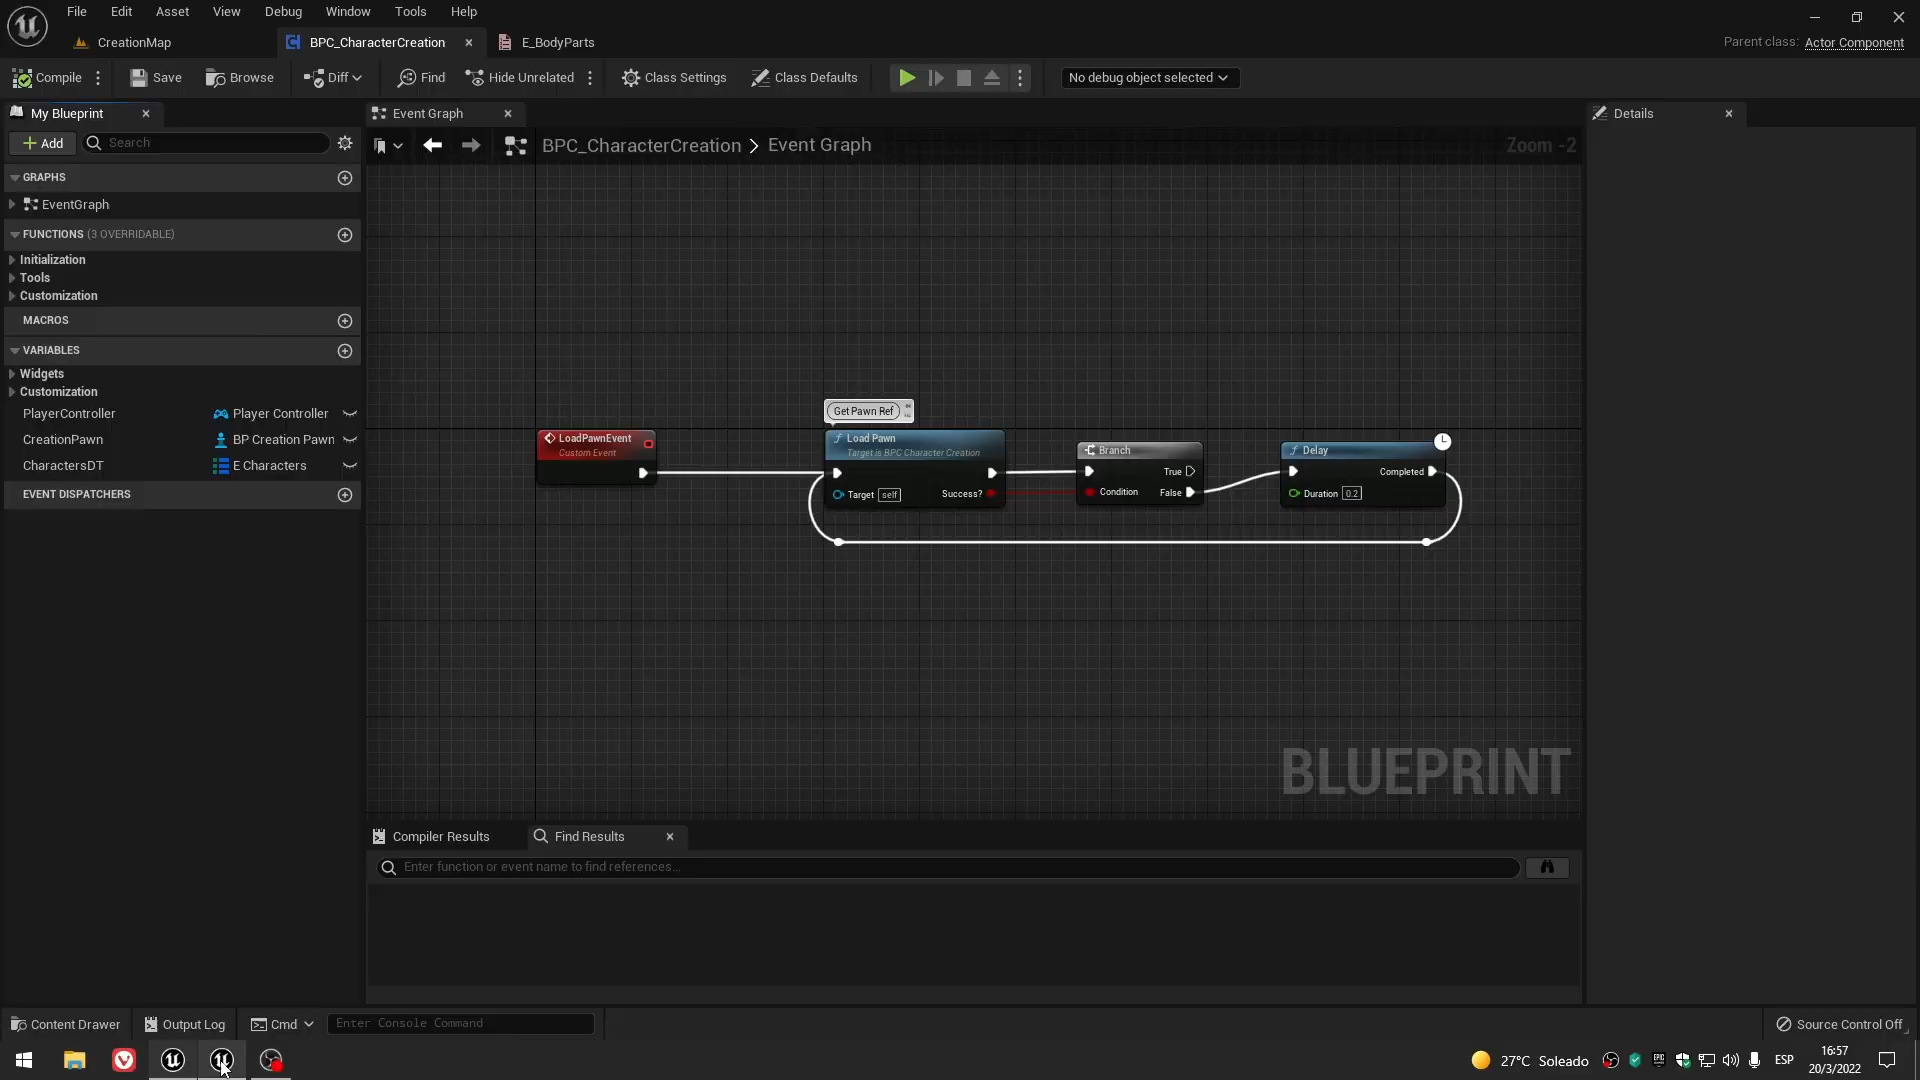 File Edit Asset View Debug Window Tools Help
CreationMap BPC_CharacterCreation E_BodyParts
Parent class: Actor Component
Compile Save Browse Diff Find Hide Unrelated Class Settings Class Defaults No debug object selected
My Blueprint
Add Search
GRAPHS
EventGraph
FUNCTIONS (3 OVERRIDABLE)
Initialization
Tools
Customization
MACROS
VARIABLES
Widgets
Customization
PlayerController Player Controller
CreationPawn BP Creation Pawn
CharactersDT E Characters
EVENT DISPATCHERS
Event Graph
BPC_CharacterCreation > Event Graph
Zoom -2
Get Pawn Ref
LoadPawnEvent
Custom Event
Load Pawn
Target is BPC Character Creation
Target self Success?
Branch
True
Condition False
Delay
Completed
Duration 0.2
BLUEPRINT
Details
Compiler Results Find Results
Enter function or event name to find references...
Content Drawer Output Log Cmd Enter Console Command
Source Control Off
27°C Soleado ESP
16:57
20/3/2022